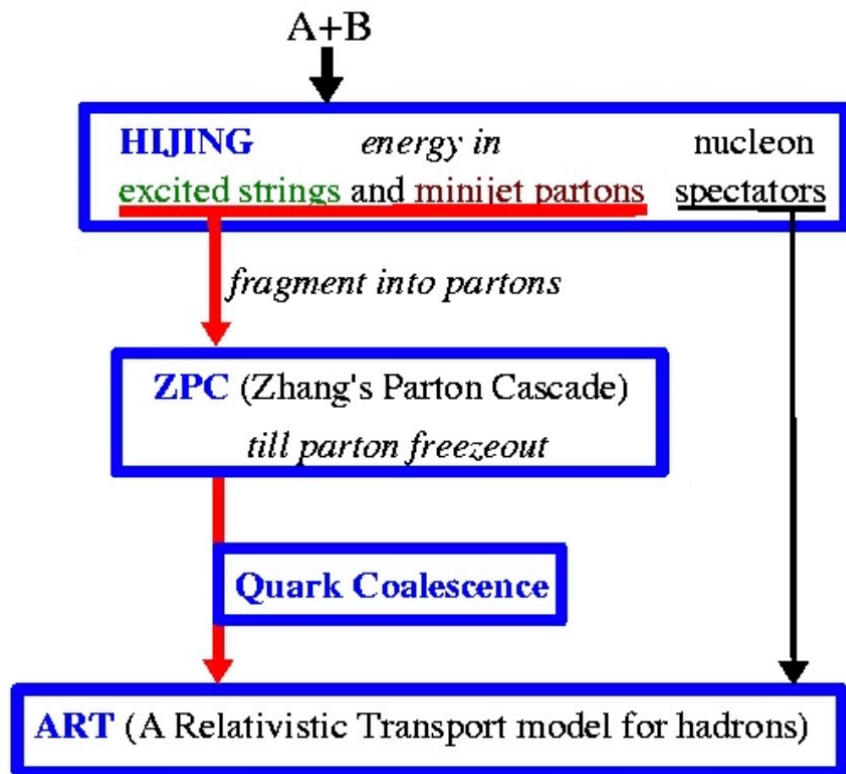 A+B
HIJING energy in nucleon
excited strings and minijet partons spectators
fragment into partons
ZPC (Zhang's Parton Cascade)
till parton freezeout
Quark Coalescence
ART (A Relativistic Transport model for hadrons)